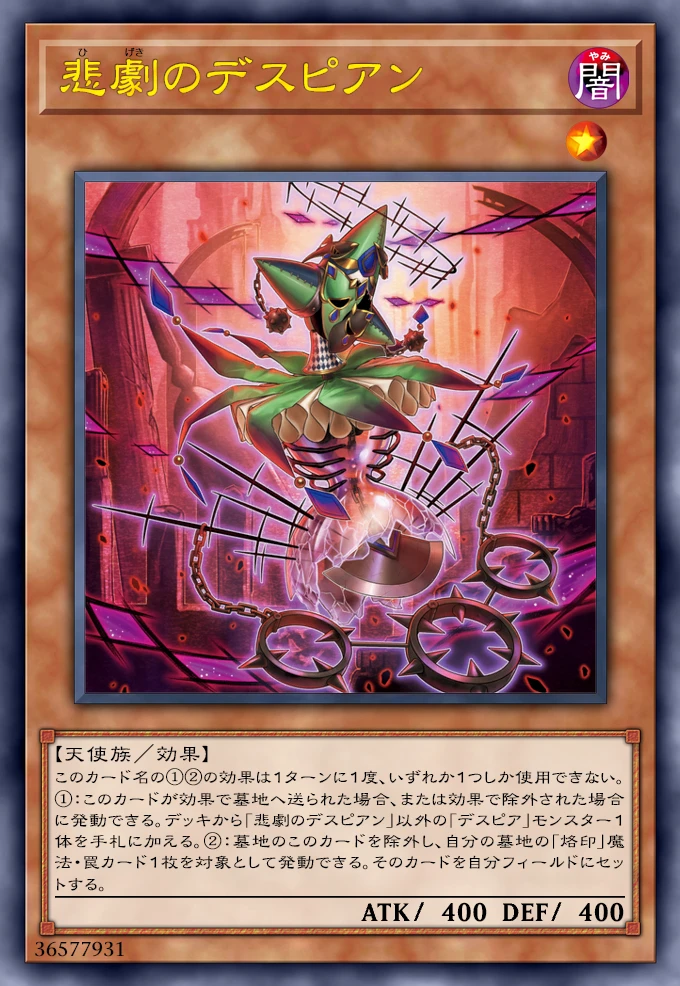 悲劇のデスピアン
ひ げき
闇
やみ
【天使族／効果】
このカード名の①②の効果は1ターンに1度、いずれか1つしか使用できない。
①：このカードが効果で墓地へ送られた場合、または効果で除外された場合
に発動できる。デッキから「悲劇のデスピアン」以外の「デスピア」モンスター1
体を手札に加える。②：墓地のこのカードを除外し、自分の墓地の「烙印」魔
法・罠カード1枚を対象として発動できる。そのカードを自分フィールドにセッ
トする。
ATK/ 400 DEF/ 400
36577931